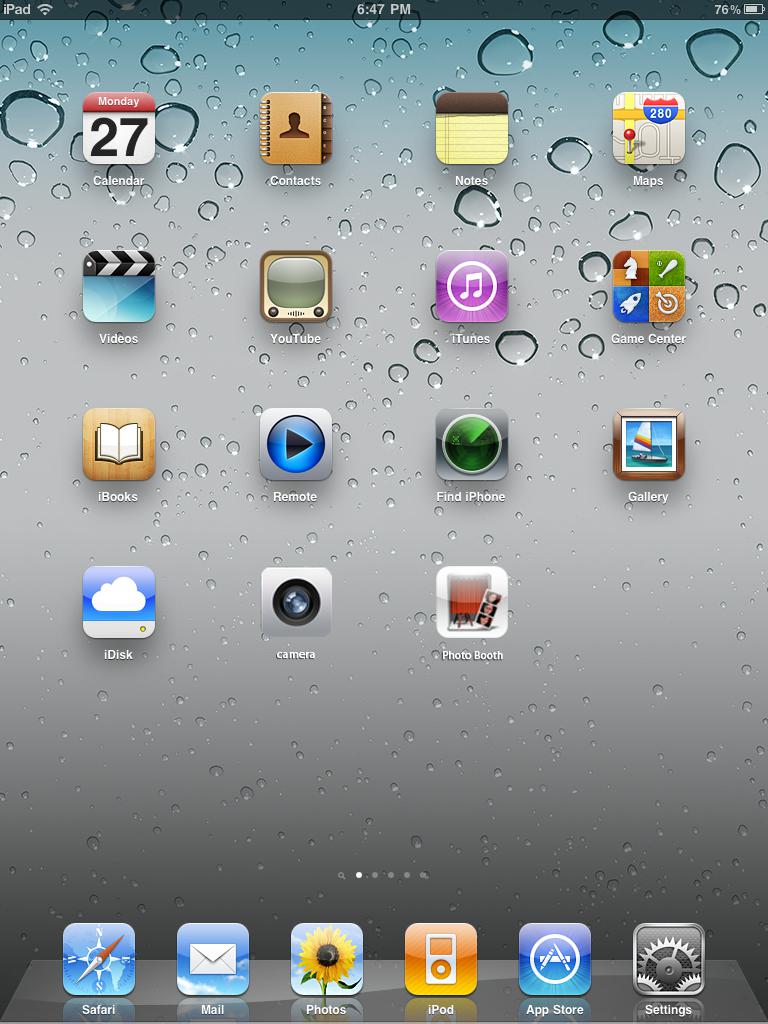 iPad 6:47 PM 76%
Monday
27
280
Calendar Contacts Notes Maps
Videos YouTube iTunes Game Center
iBooks Remote Find iPhone Gallery
iDisk camera Photo Booth
N
Safari Mail Photos iPod App Store Settings